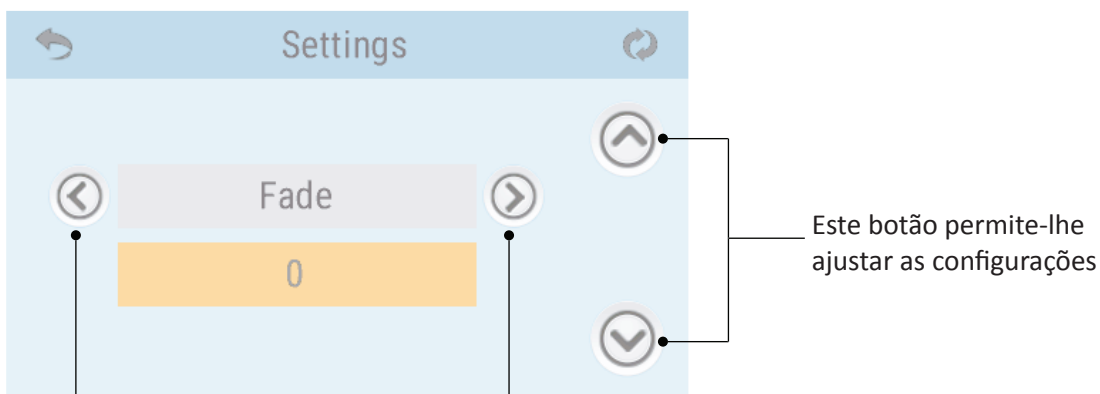 Settings
Fade
0
Este botão permite-lhe
ajustar as configurações